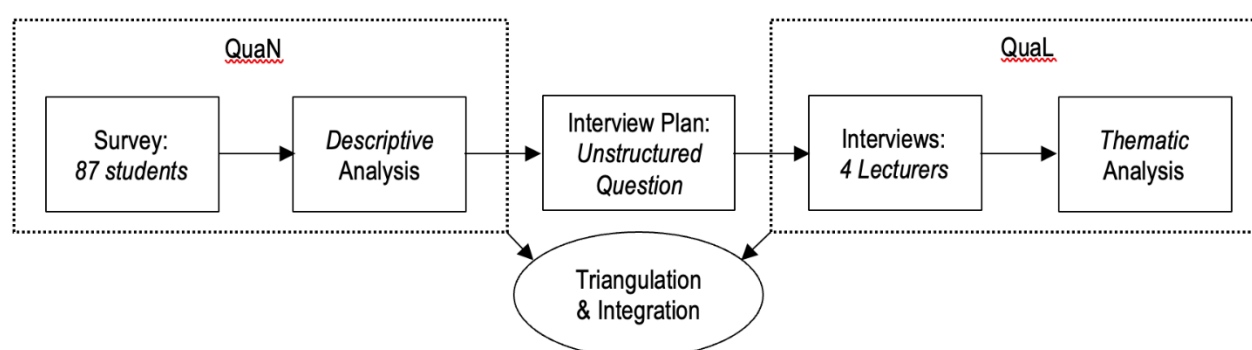 QuaN
Survey:
87 students
Descriptive
Analysis
Interview Plan:
Unstructured
Question
QuaL
Interviews:
4 Lecturers
Thematic
Analysis
Triangulation
& Integration